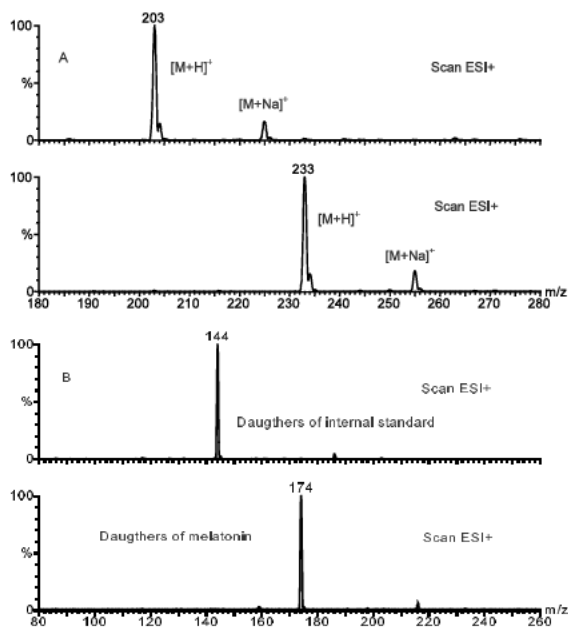 203
100
A
[M+H]+
Scan ESI+
%
[M+Na]+
0
233
100
Scan ESI+
[M+H]+
%
[M+Na]+
0
180 190 200 210 220 230 240 250 260 270 280 m/z
144
100
B
Scan ESI+
%
Daugthers of internal standard
0
174
100
Daugthers of melatonin
Scan ESI+
%
0
80 100 120 140 160 180 200 220 240 260 m/z